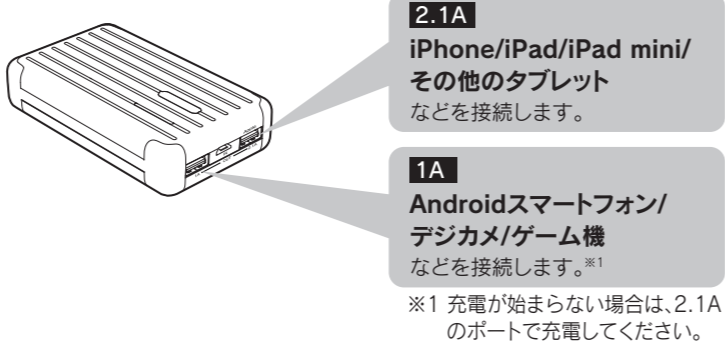 2.1A
iPhone/iPad/iPad mini/
その他のタブレット
などを接続します。
1A
Androidスマートフォン/
デジカメ/ゲーム機
などを接続します。※1
※1 充電が始まらない場合は、2.1A
のポートで充電してください。